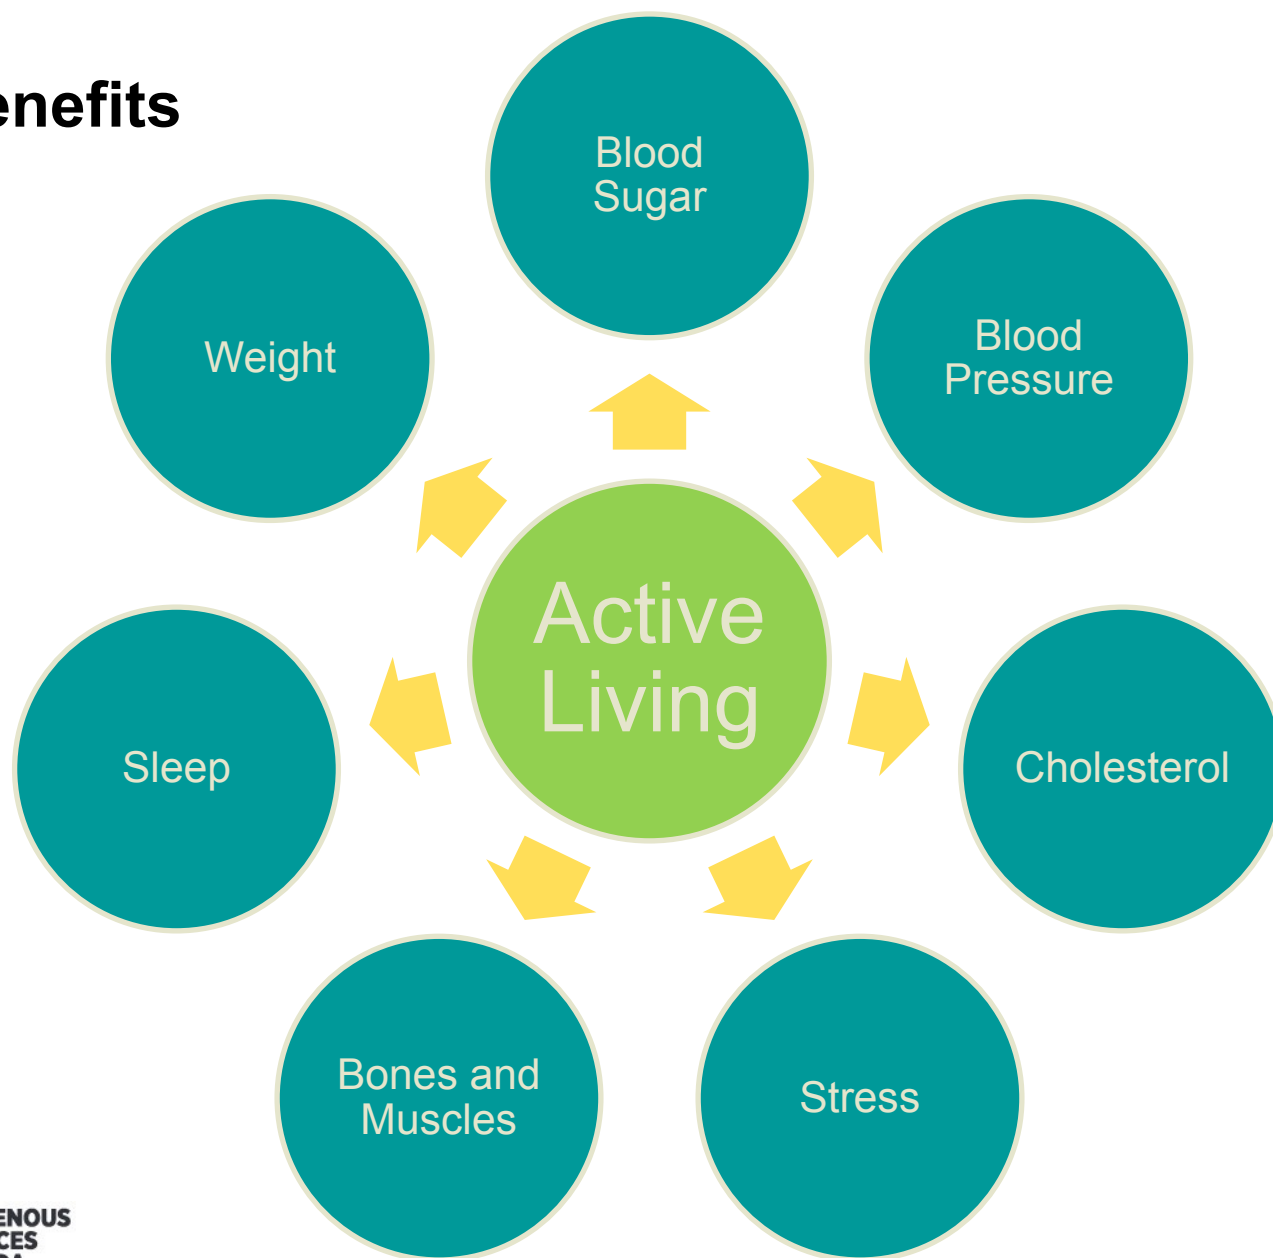 enefits
Blood
Sugar
Blood
Pressure
Weight
Active
Living
Sleep
Cholesterol
Bones and
Muscles
Stress
ENOUS
CES